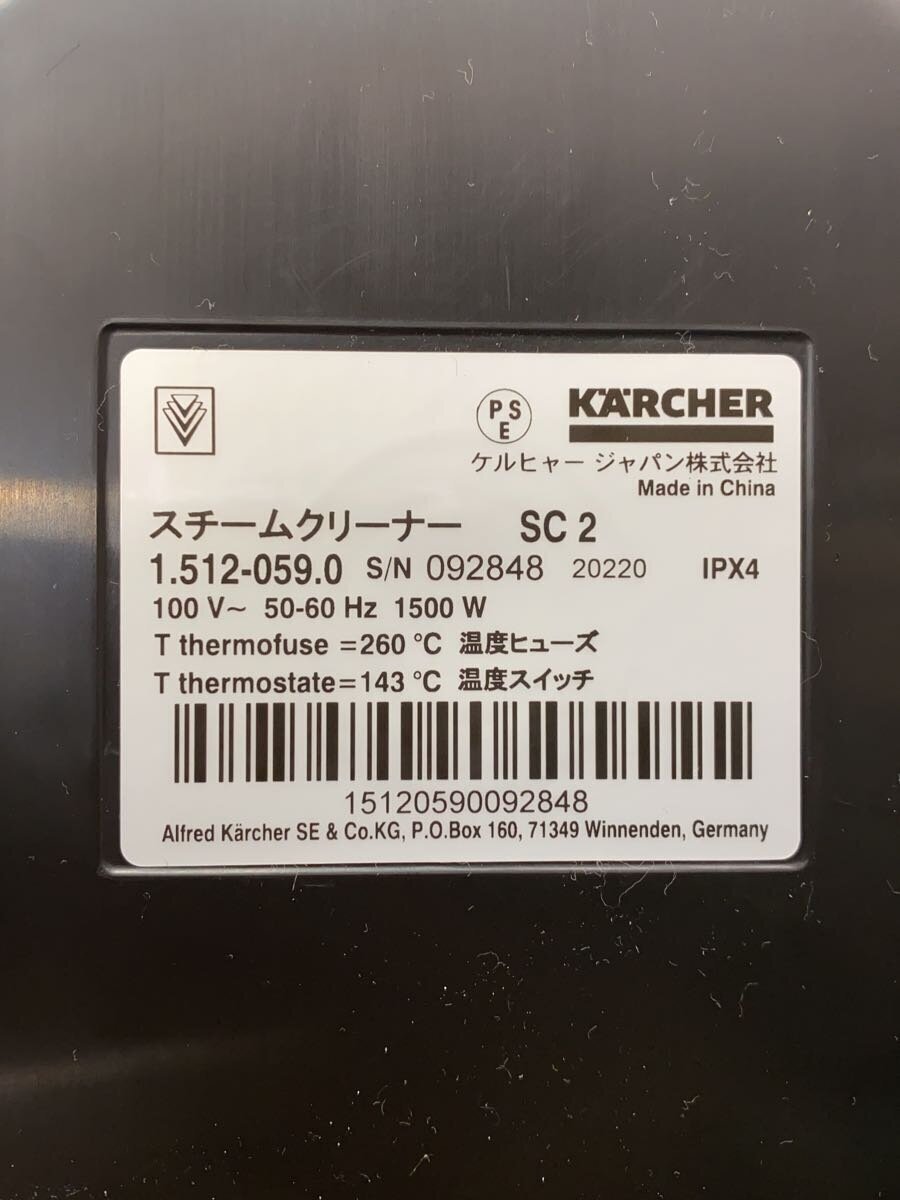 PSE
KÄRCHER
ケルヒャー ジャパン株式会社
Made in China
スチームクリーナー SC 2
1.512-059.0 S/N 092848 20220 IPX4
100 V~ 50-60 Hz 1500 W
T thermofuse =260 °C 温度ヒューズ
T thermostate=143 °C 温度スイッチ
15120590092848
Alfred Kärcher SE & Co.KG, P.O.Box 160, 71349 Winnenden, Germany